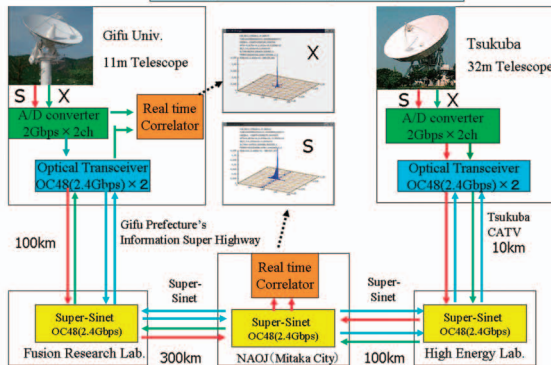 Gifu Univ.
11m Telescope
S
X
A/D converter
2Gbps×2ch
Real time
Correlator
Optical Transceiver
OC48(2.4Gbps)×2
X
S
Tsukuba
32m Telescope
S
X
A/D converter
2Gbps×2ch
Optical Transceiver
OC48(2.4Gbps)×2
100km
Gifu Prefecture's
Information Super Highway
Tsukuba
CATV
10km
Real time
Correlator
Super-
Sinet
Super-
Sinet
Super-Sinet
OC48(2.4Gbps)
Fusion Research Lab.
300km
Super-Sinet
OC48(2.4Gbps)
NAOJ(Mitaka City)
100km
Super-Sinet
OC48(2.4Gbps)
High Energy Lab.